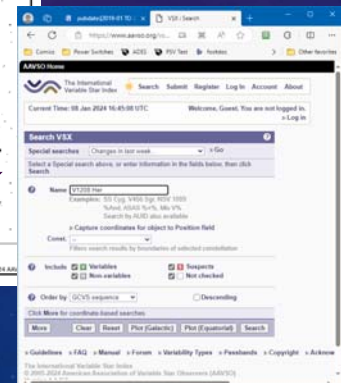 pubdate:[2019-01 TO
VSX : Search
https://www.aavso.org/vs...
Comics
Power Switches
ADS
PSV Test
footdes
Other favorites
AAVSO Home
The International
Variable Star Index
Search Submit Register Log In Account About
Current Time: 08 Jan 2024 16:45:08 UTC
Welcome, Guest. You are not logged in.
» Log in
Search VSX
Special searches Changes in last week... » Go
Select a Special search above, or enter information in the fields below, then click
Search.
Name V1208 Her
Examples: SS Cyg, V456 Sgr, NSV 1895
Search by AUID also available
» Capture coordinates for object to Position field
Const. --
Filters search results by boundaries of selected constellation
Include Variables Suspects
Non-variables Not checked
Order by GCVS sequence Descending
Click More for coordinate-based searches.
More Clear Reset Plot (Galactic) Plot (Equatorial) Search
» Guidelines » FAQ » Manual » Forum » Variability Types » Passbands » Copyright » Acknow
The International Variable Star Index
© 2005-2024 American Association of Variable Star Observers (AAVSO)